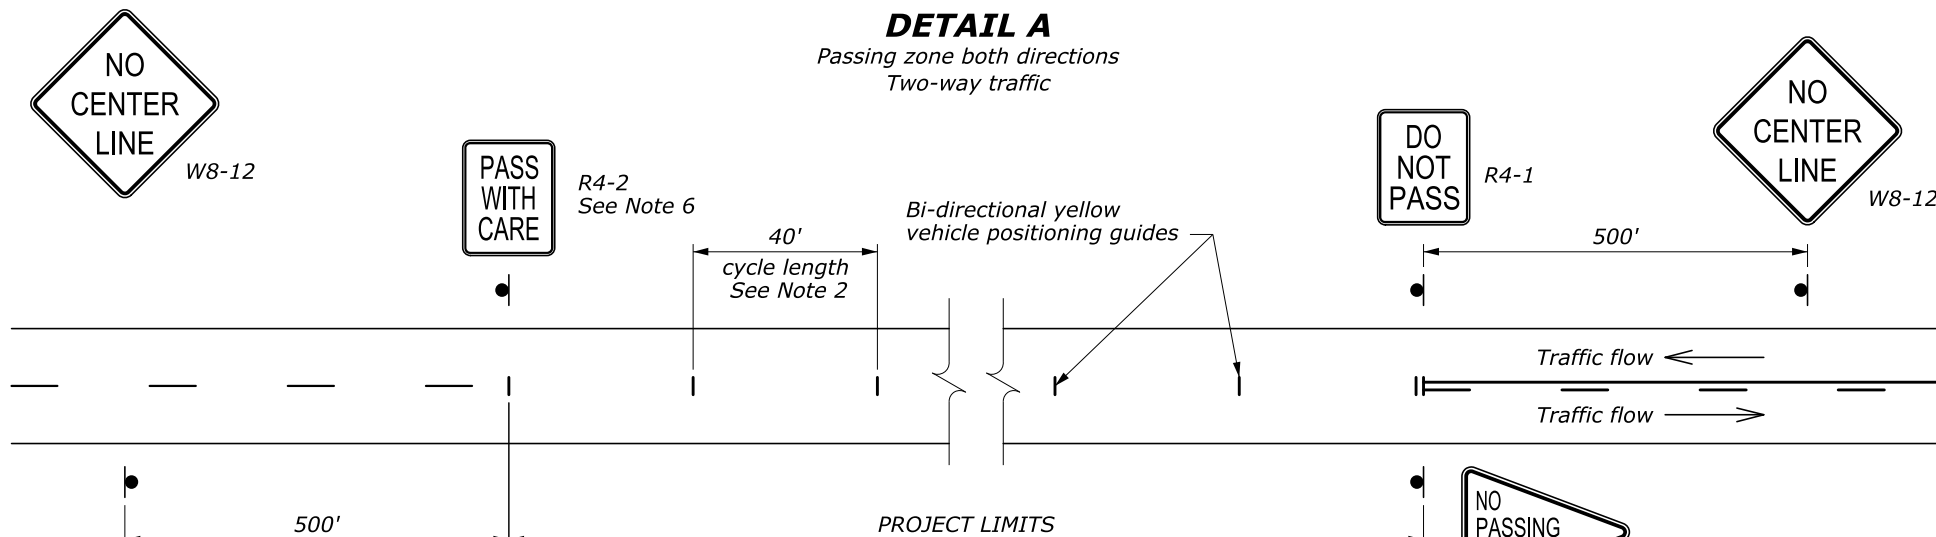 DETAIL A
Passing zone both directions
Two-way traffic
NO
CENTER
LINE
W8-12
PASS
WITH
CARE
R4-2
See Note 6
40'
cycle length
See Note 2
Bi-directional yellow
vehicle positioning guides
DO
NOT
PASS
R4-1
NO
CENTER
LINE
W8-12
500'
Traffic flow
Traffic flow
500'
PROJECT LIMITS
NO
PASSING